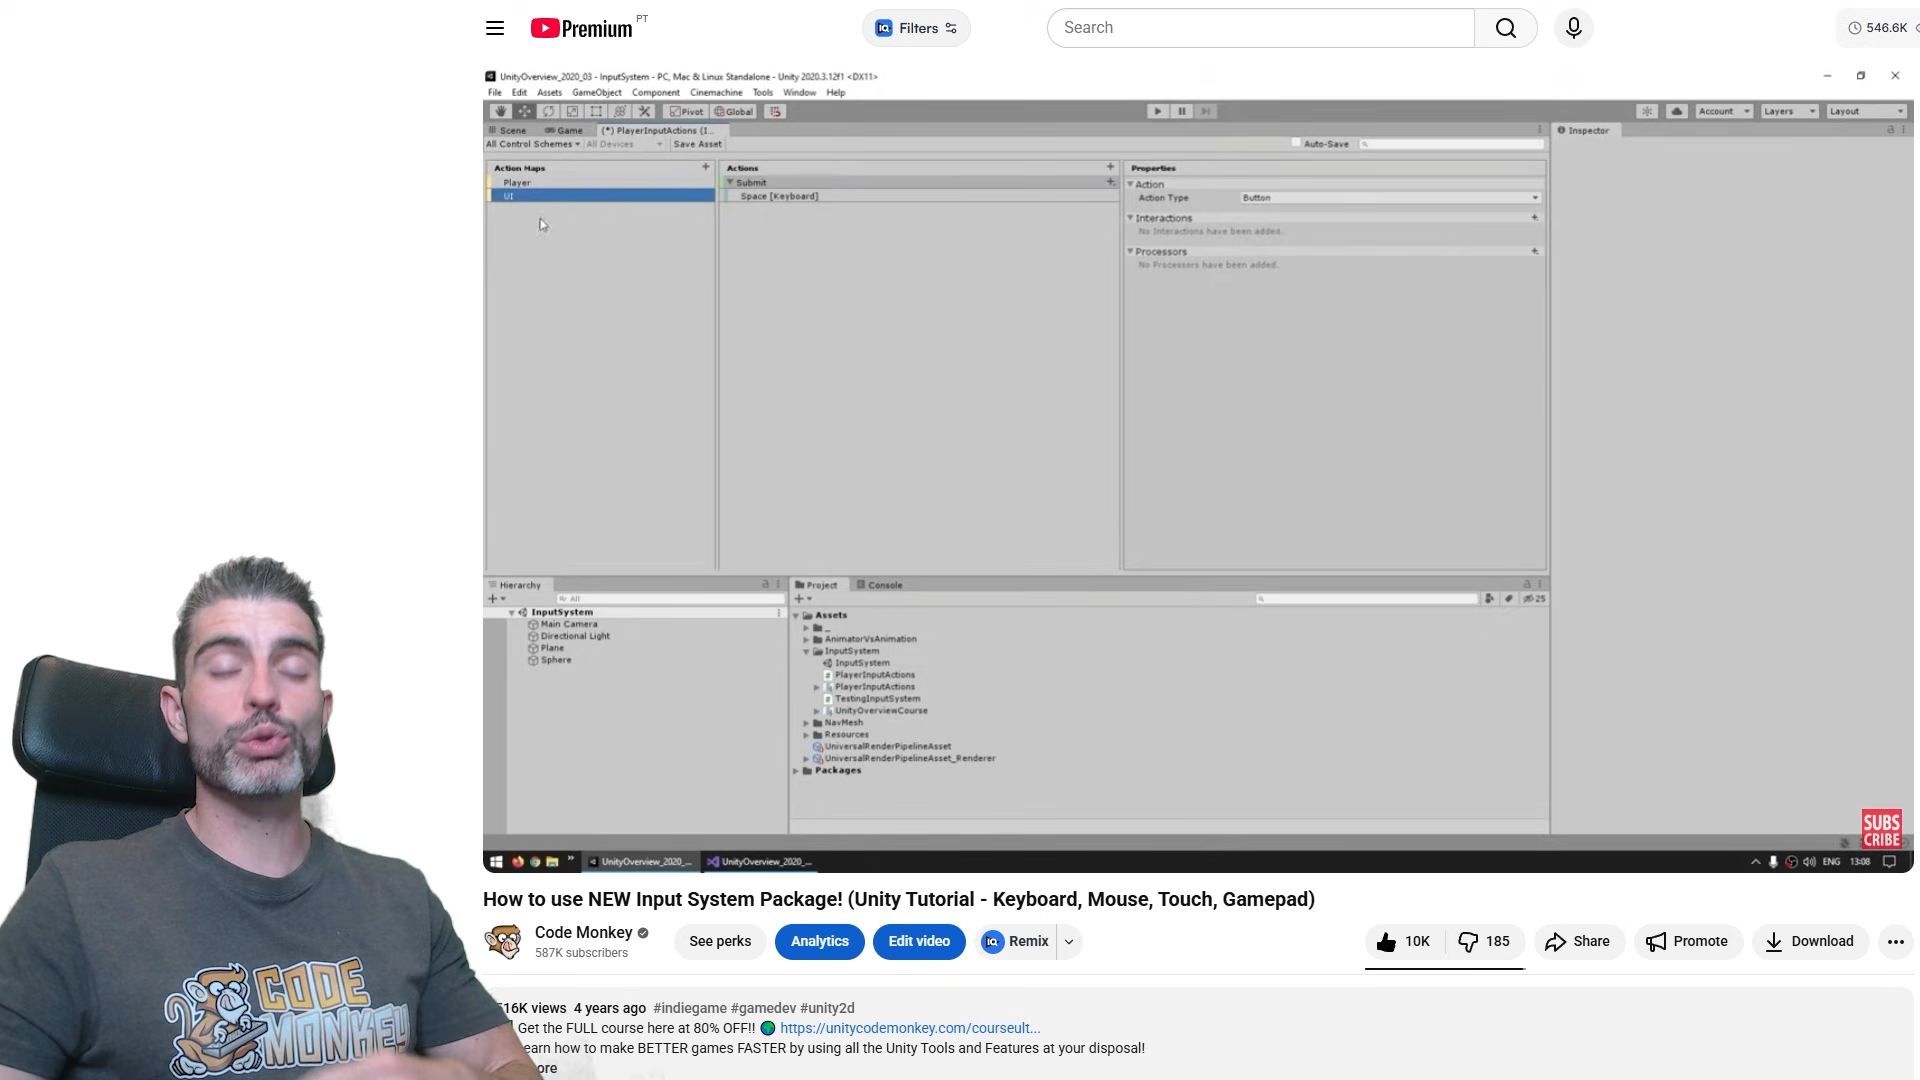 Premium PT
Filters
Search
546.6K
UnityOverview_2020_03 - InputSystem - PC, Mac & Linux Standalone - Unity 2020.3.12f1 <DX11>
File Edit Assets GameObject Component Cinemachine Tools Window Help
Pivot Global Account Layers Layout
Scene Game (*) PlayerInputActions (I... Inspector
All Control Schemes All Devices Save Asset Auto-Save
Action Maps Actions Properties
Player Submit Action
UI Space [Keyboard] Action Type Button
Interactions
No Interactions have been added.
Processors
No Processors have been added.
Hierarchy Project Console
All 25
InputSystem Assets
Main Camera _
Directional Light AnimatorVsAnimation
Plane InputSystem
Sphere InputSystem
PlayerInputActions
PlayerInputActions
TestingInputSystem
UnityOverviewCourse
NavMesh
Resources
UniversalRenderPipelineAsset
UniversalRenderPipelineAsset_Renderer
Packages
SUBS
CRIBE
UnityOverview_2020_... UnityOverview_2020_... ENG 13:08
How to use NEW Input System Package! (Unity Tutorial - Keyboard, Mouse, Touch, Gamepad)
Code Monkey
587K subscribers
See perks Analytics Edit video Remix 10K 185 Share Promote Download
16K views 4 years ago #indiegame #gamedev #unity2d
Get the FULL course here at 80% OFF!! https://unitycodemonkey.com/courseult...
earn how to make BETTER games FASTER by using all the Unity Tools and Features at your disposal!
ore
CODE
MONKEY